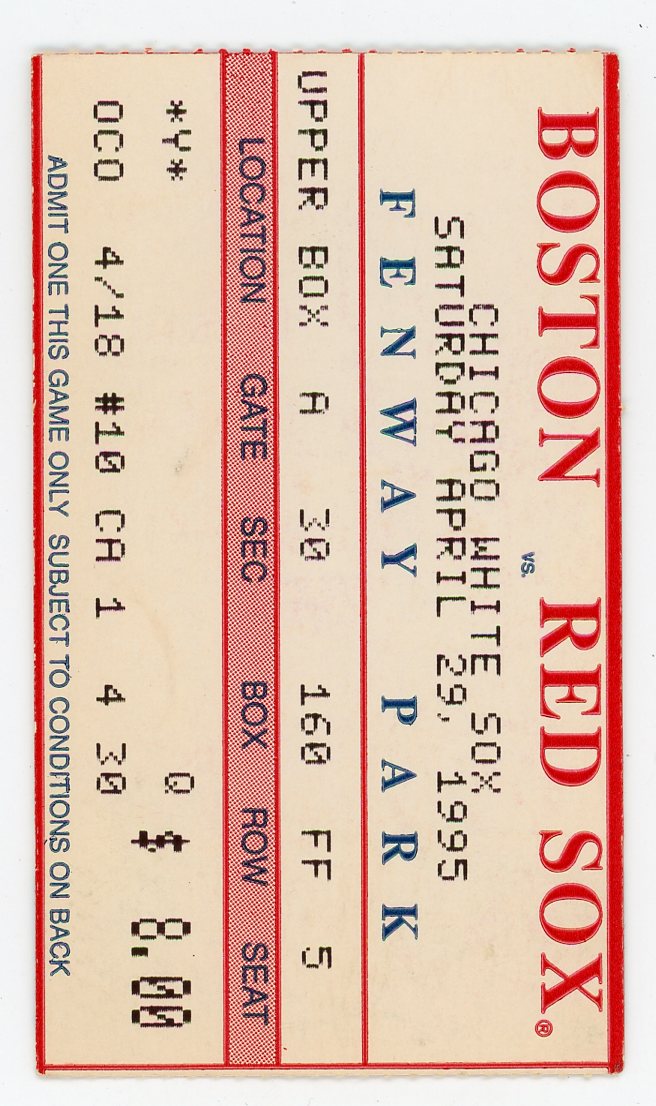 BOSTON RED SOX®
vs.
CHICAGO WHITE SOX
SATURDAY APRIL 29, 1995
FENWAY PARK
UPPER BOX A 30 160 FF 5
LOCATION GATE SEC BOX ROW SEAT
*Y* Q $ 8.00
OCO 4/18 #10 CA 1 4 30
ADMIT ONE THIS GAME ONLY SUBJECT TO CONDITIONS ON BACK